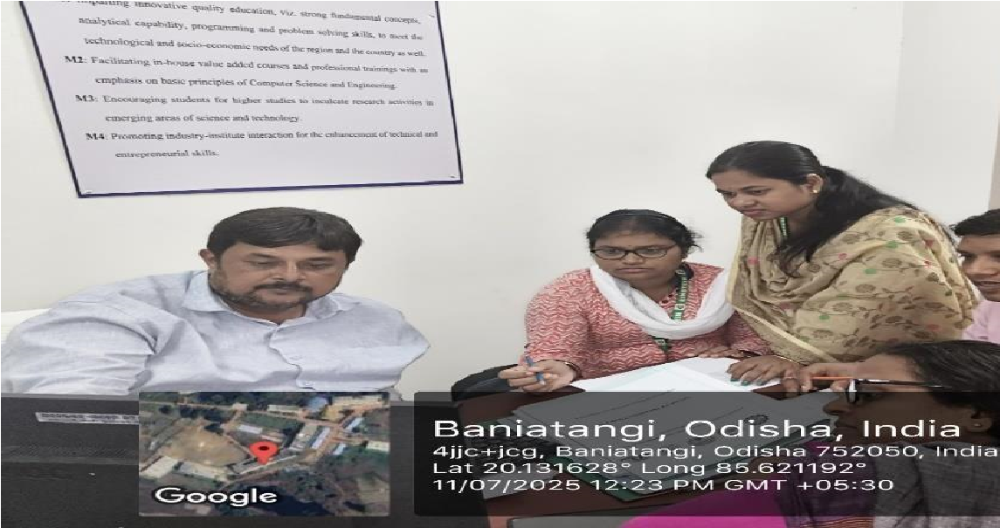 imparting innovative quality education, viz. strong fundamental concepts,
analytical capability, programming and problem solving skills, to meet the
technological and socio-economic needs of the region and the country as well.
M2: Facilitating in-house value added courses and professional trainings with an
emphasis on basic principles of Computer Science and Engineering.
M3: Encouraging students for higher studies to inculcate research activities in
emerging areas of science and technology.
M4: Promoting industry-institute interaction for the enhancement of technical and
entrepreneurial skills.
Google
Baniatangi, Odisha, India
4jjc+jcg, Baniatangi, Odisha 752050, India
Lat 20.131628° Long 85.621192°
11/07/2025 12:23 PM GMT +05:30